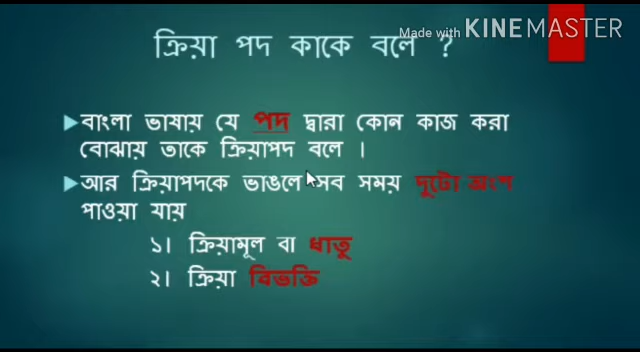 Made with KINEMASTER
ক্রিয়া পদ কাকে বলে ?
বাংলা ভাষায় যে পদ দ্বারা কোন কাজ করা
বোঝায় তাকে ক্রিয়াপদ বলে ।
আর ক্রিয়াপদকে ভাঙলে সব সময় দুটো অংশ
পাওয়া যায়
১। ক্রিয়ামূল বা ধাতু
২। ক্রিয়া বিভক্তি